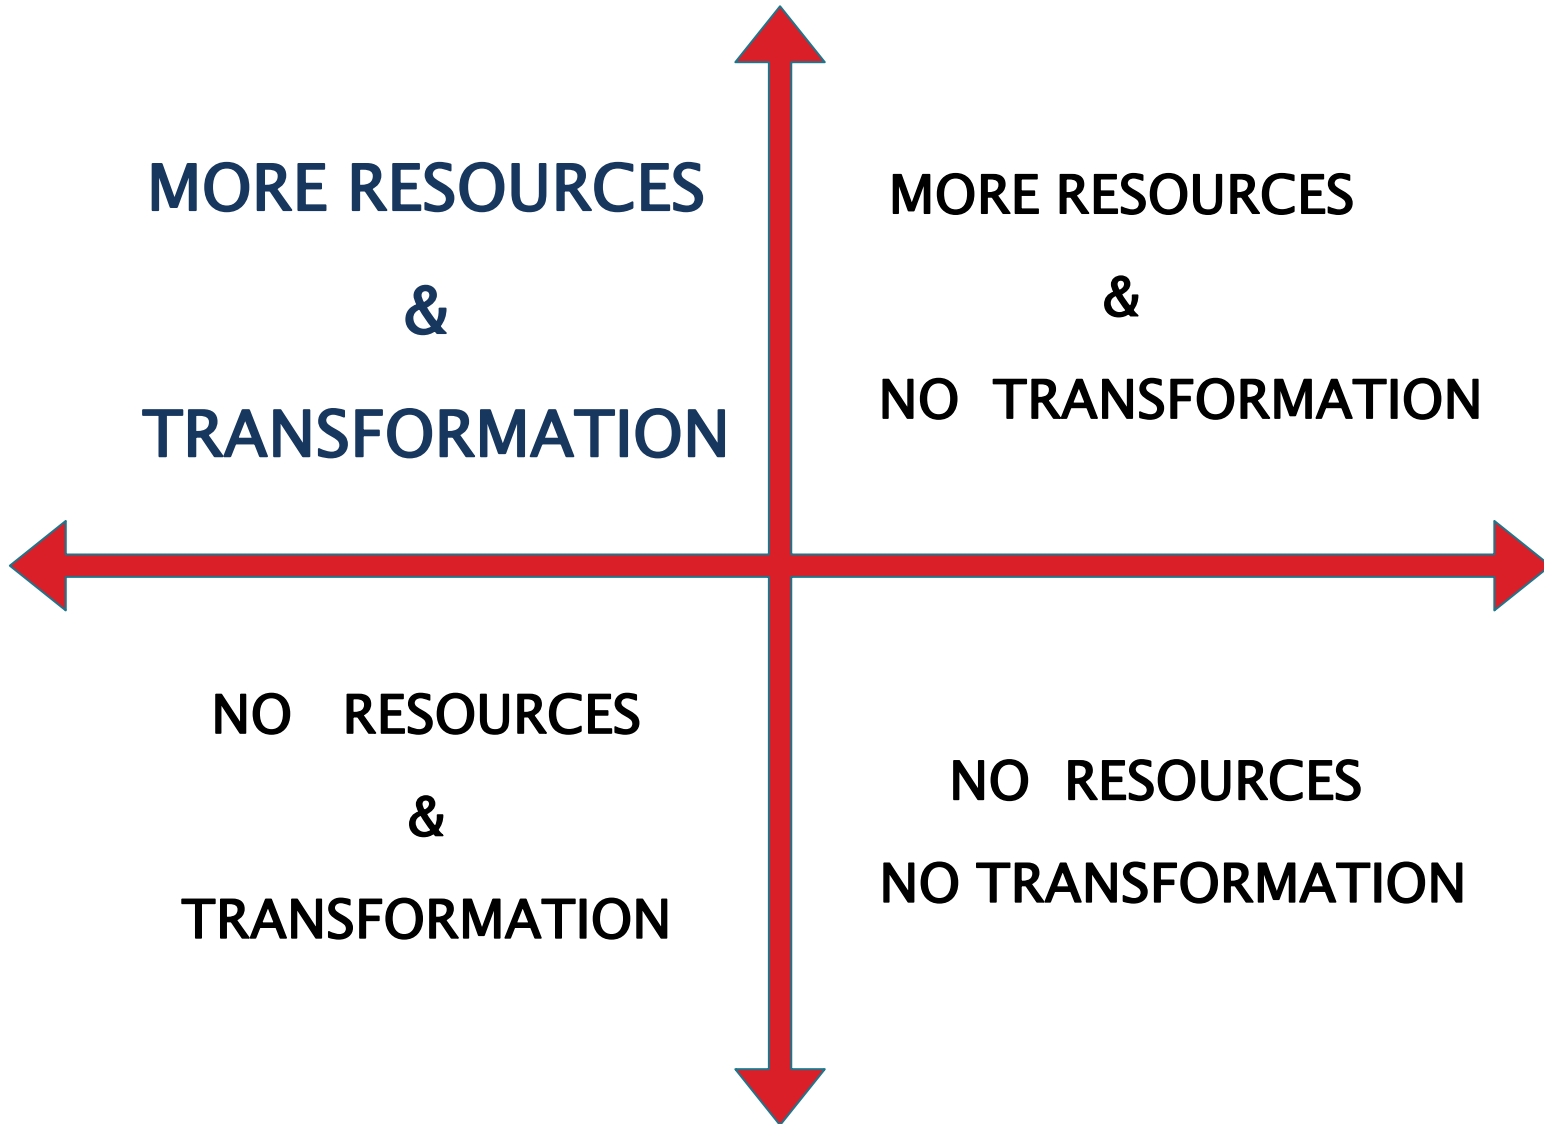 MORE RESOURCES
&
TRANSFORMATION
MORE RESOURCES
&
NO TRANSFORMATION
NO RESOURCES
&
TRANSFORMATION
NO RESOURCES
NO TRANSFORMATION